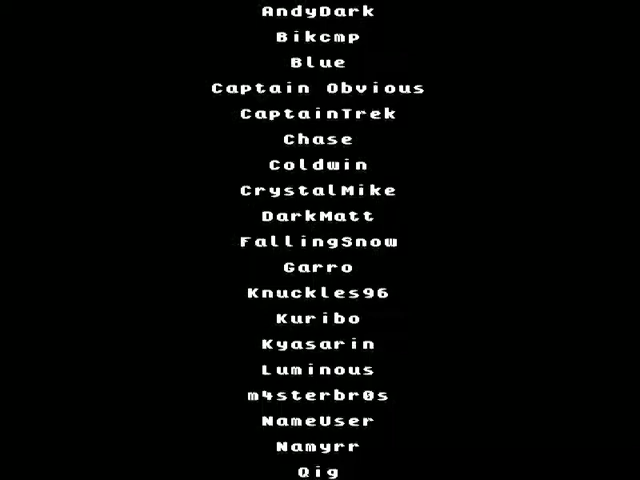 AndyDark
Bikcmp
Blue
Captain Obvious
CaptainTrek
Chase
Coldwin
CrystalMike
DarkMatt
FallingSnow
Garro
Knuckles96
Kuribo
Kyasarin
Luminous
m4sterbr0s
NameUser
Namyrr
Qig